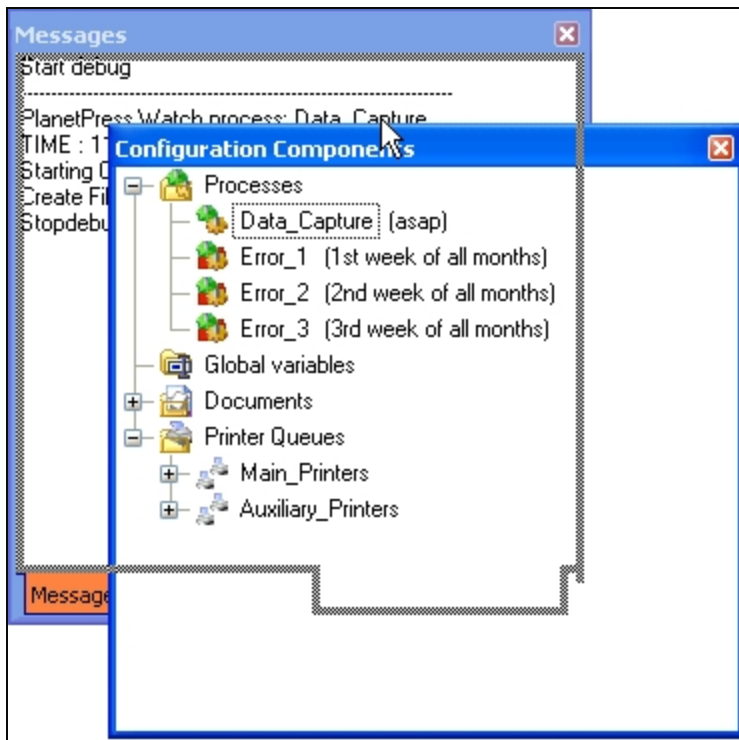 Messages
Start debug
PlanetPress Watch process: Data_Capture
TIME : 1
Starting
Create Fil
Stopdebu
Configuration Components
Processes
Data_Capture (asap)
Error_1 (1st week of all months)
Error_2 (2nd week of all months)
Error_3 (3rd week of all months)
Global variables
Documents
Printer Queues
Main_Printers
Auxiliary_Printers
Message